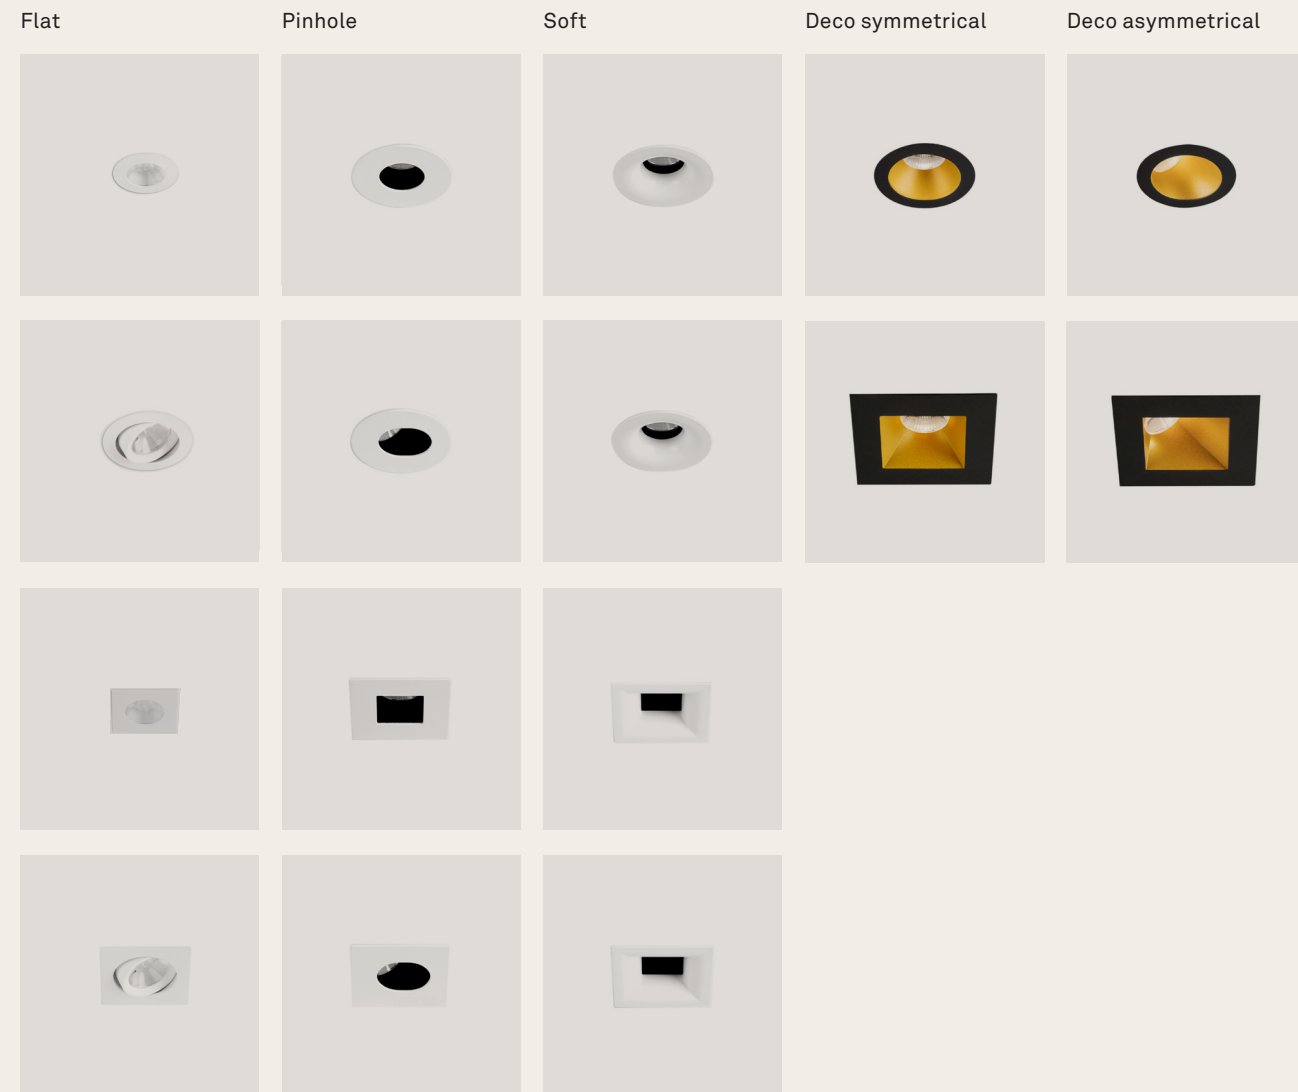 Flat
Pinhole
Soft
Deco symmetrical
Deco asymmetrical